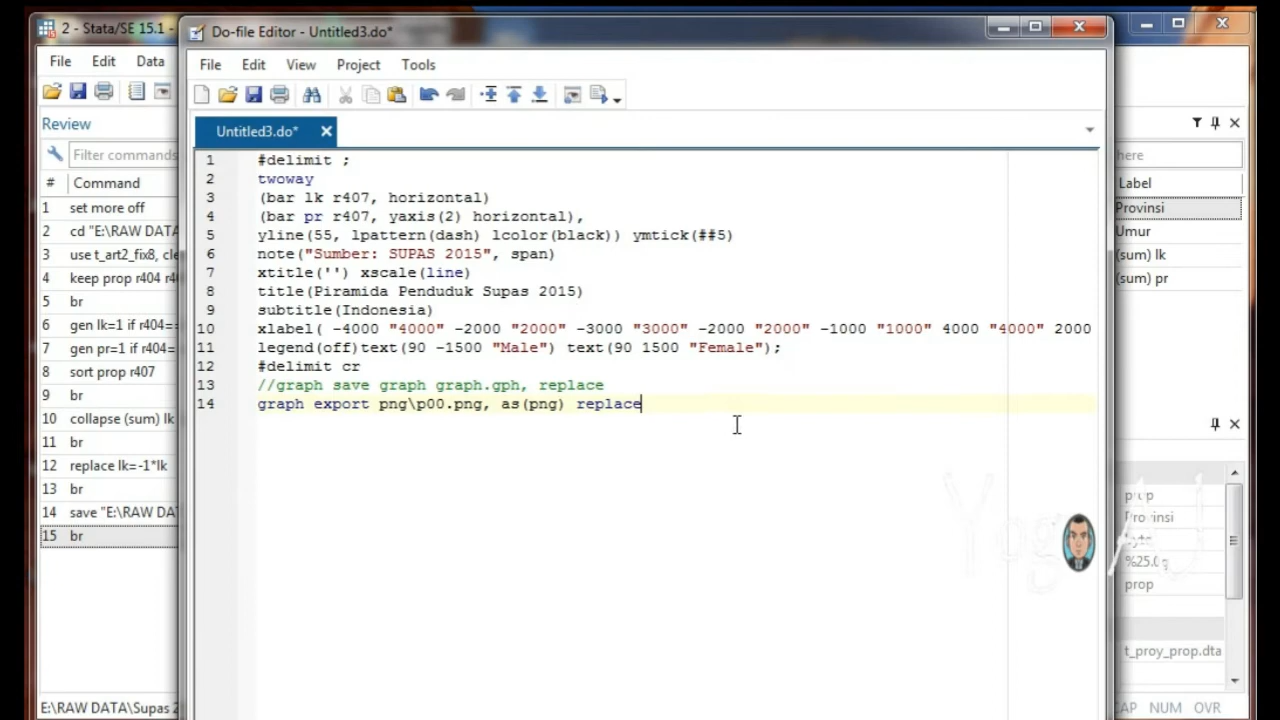 2 - Stata/SE 15.1 -
Do-file Editor - Untitled3.do*
File Edit Data
File Edit View Project Tools
Review
Untitled3.do*
Filter commands
here
# Command
Label
1 set more off
2 cd "E:\RAW DATA
3 use t_art2_fix8, cle
4 keep prop r404 r4
5 br
6 gen lk=1 if r404=
7 gen pr=1 if r404=
8 sort prop r407
9 br
10 collapse (sum) lk
11 br
12 replace lk=-1*lk
13 br
14 save "E:\RAW DA
15 br
1 #delimit ;
2 twoway
3 (bar lk r407, horizontal)
4 (bar pr r407, yaxis(2) horizontal),
5 yline(55, lpattern(dash) lcolor(black)) ymtick(##5)
6 note("Sumber: SUPAS 2015", span)
7 xtitle('') xscale(line)
8 title(Piramida Penduduk Supas 2015)
9 subtitle(Indonesia)
10 xlabel( -4000 "4000" -2000 "2000" -3000 "3000" -2000 "2000" -1000 "1000" 4000 "4000" 2000
11 legend(off)text(90 -1500 "Male") text(90 1500 "Female");
12 #delimit cr
13 //graph save graph graph.gph, replace
14 graph export png\p00.png, as(png) replace
Provinsi
Umur
(sum) lk
(sum) pr
Yog AJ
prop
Provinsi
prop
t_proy_prop.dta
E:\RAW DATA\Supas 2
CAP NUM OVR